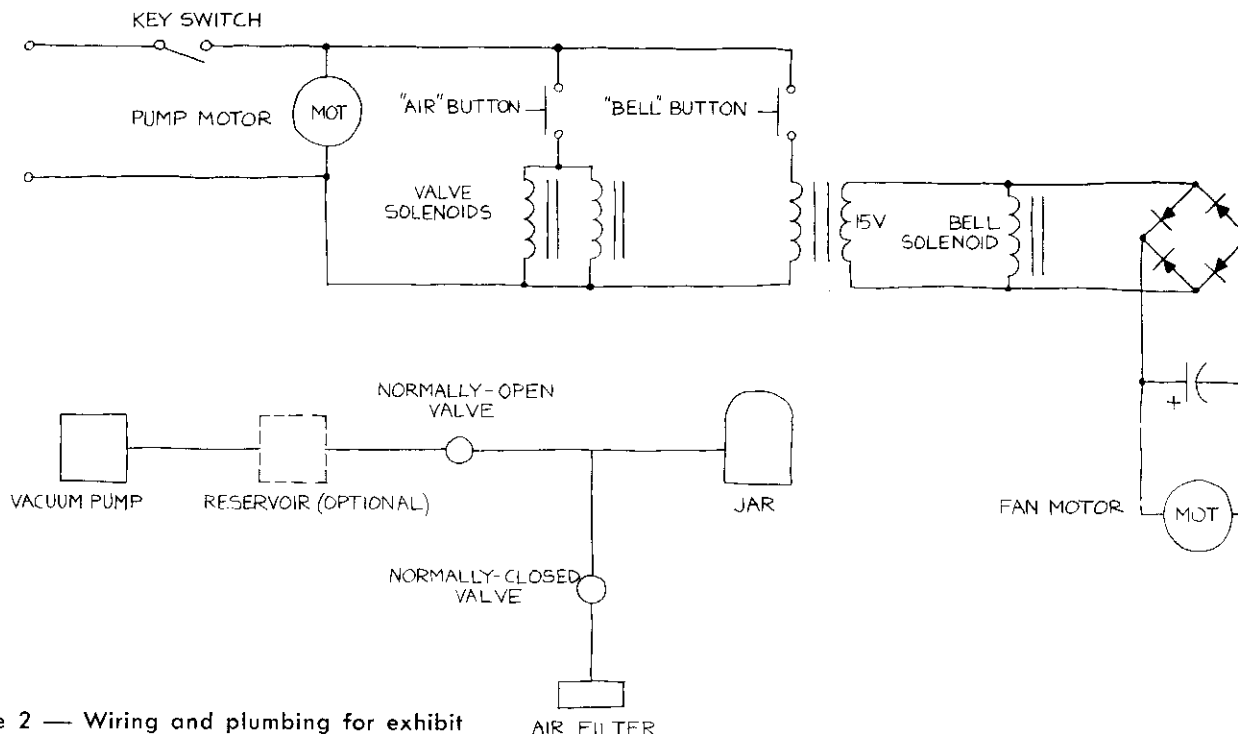 KEY SWITCH
PUMP MOTOR
MOT
"AIR" BUTTON
"BELL" BUTTON
VALVE
SOLENOIDS
15V
BELL
SOLENOID
NORMALLY-OPEN
VALVE
VACUUM PUMP
RESERVOIR (OPTIONAL)
JAR
+
FAN MOTOR
MOT
NORMALLY-CLOSED
VALVE
AIR FILTER
e 2 — Wiring and plumbing for exhibit